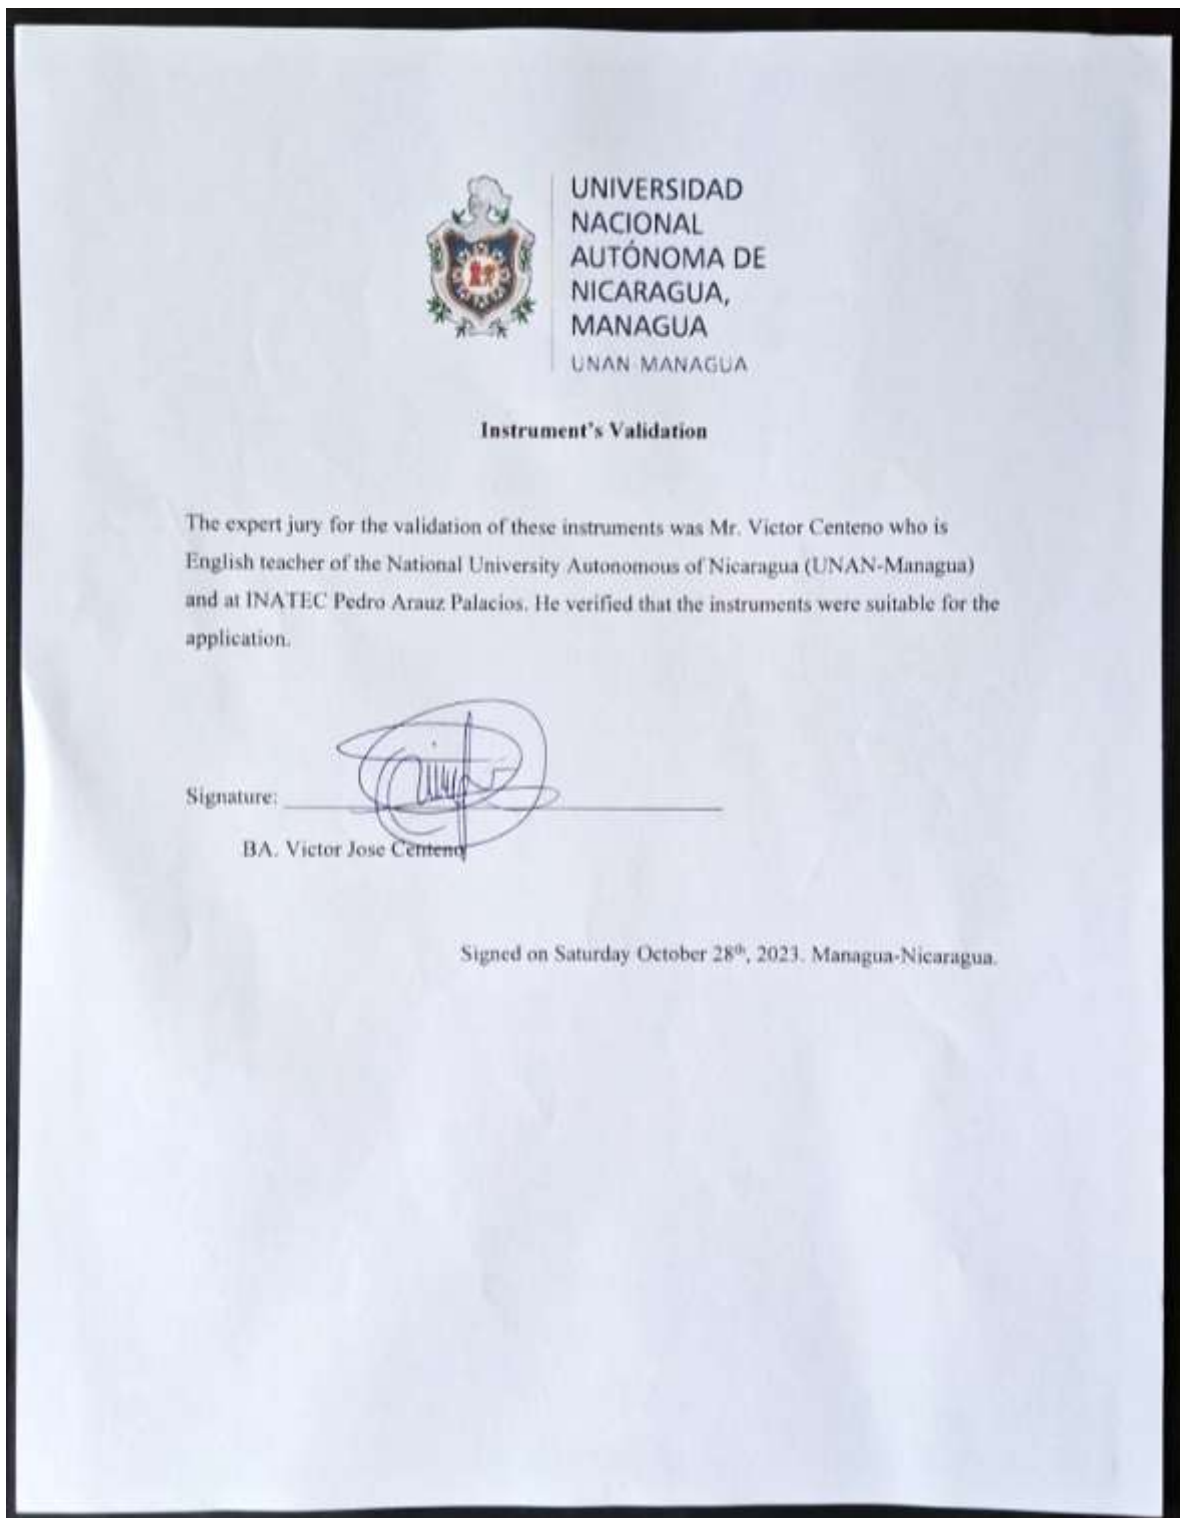 UNIVERSIDAD
NACIONAL
AUTÓNOMA DE
NICARAGUA,
MANAGUA
UNAN-MANAGUA
Instrument's Validation
The expert jury for the validation of these instruments was Mr. Victor Centeno who is
English teacher of the National University Autonomous of Nicaragua (UNAN-Managua)
and at INATEC Pedro Arauz Palacios. He verified that the instruments were suitable for the
application.
Signature:
BA. Victor Jose Centeno
Signed on Saturday October 28th, 2023. Managua-Nicaragua.